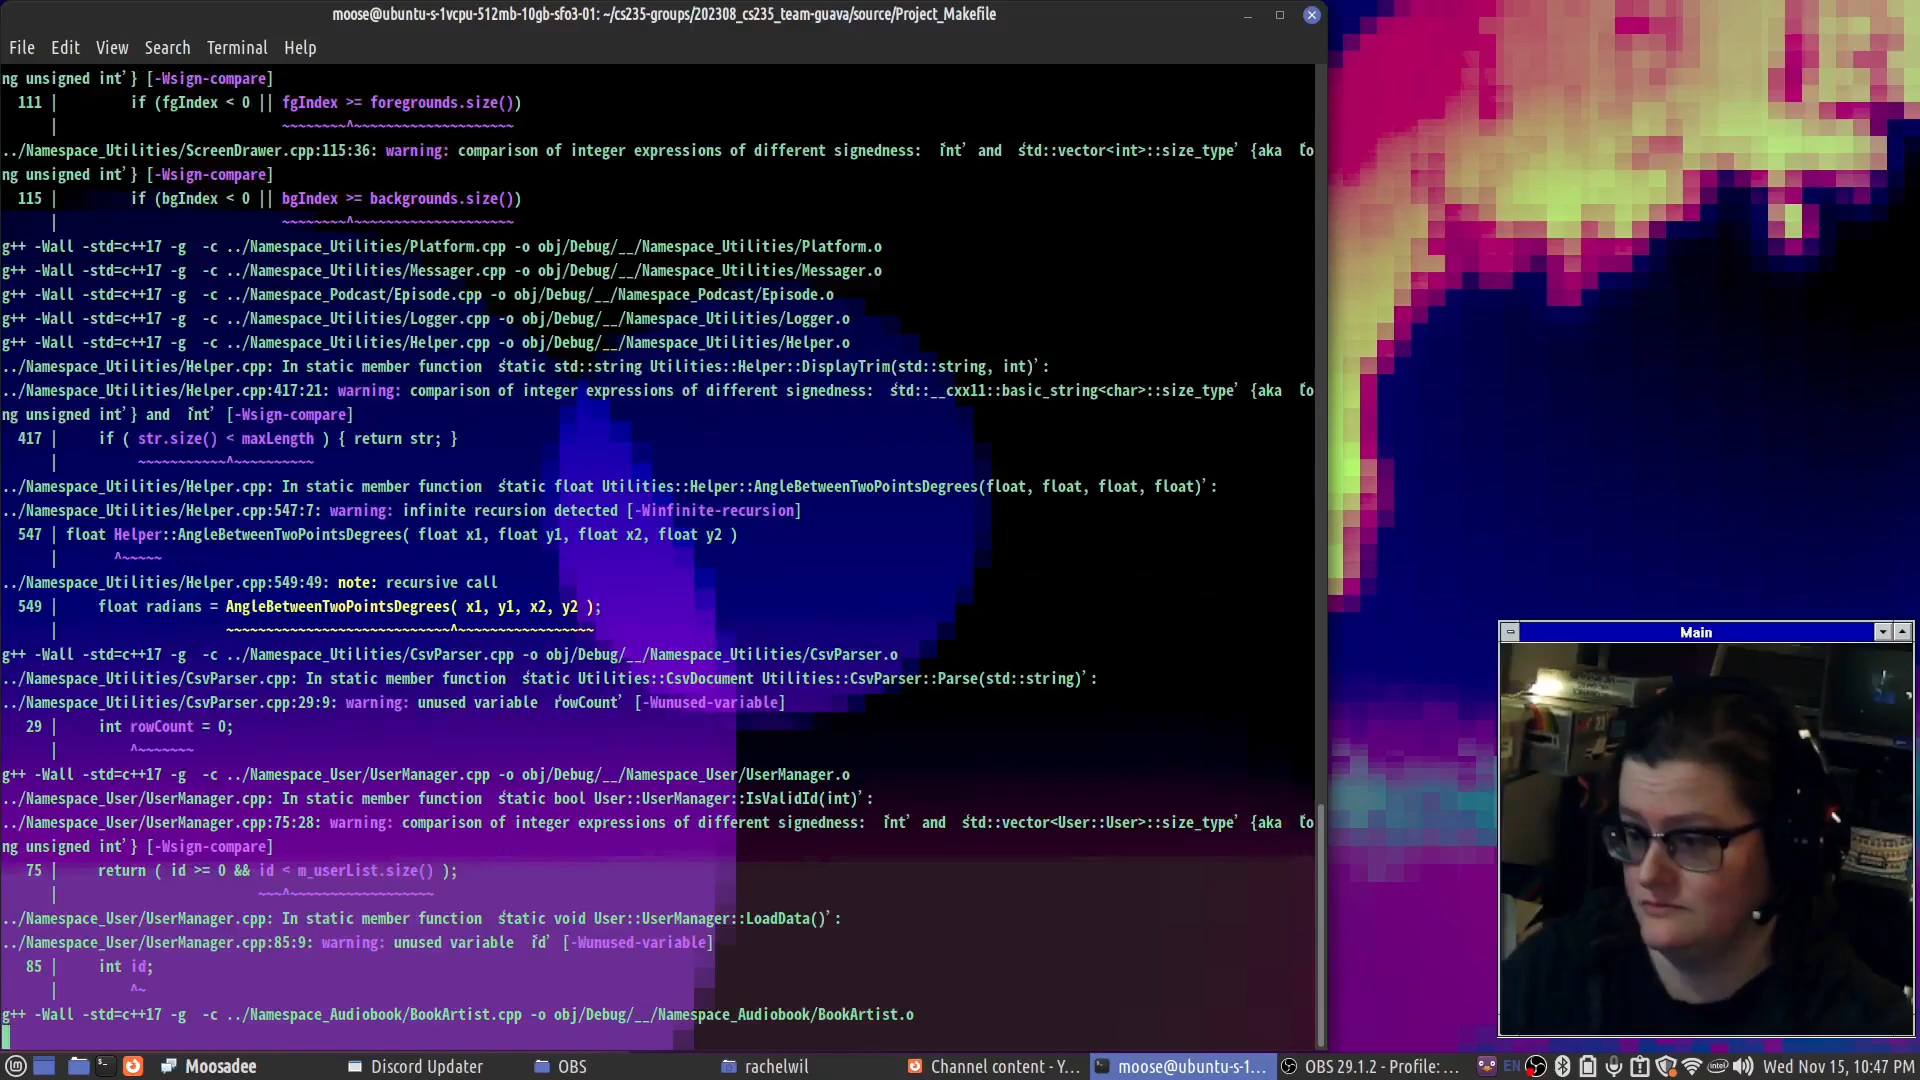 moose@ubuntu-s-1vcpu-512mb-10gb-sfo3-01: ~/cs235-groups/202308_cs235_team-guava/source/Project_Makefile
File Edit View Search Terminal Help
ng unsigned int’} [-Wsign-compare]
111 |         if (fgIndex < 0 || fgIndex >= foregrounds.size())
|                            ~~~~~~~~^~~~~~~~~~~~~~~~~~~~~
../Namespace_Utilities/ScreenDrawer.cpp:115:36: warning: comparison of integer expressions of different signedness: ‘int’ and ‘std::vector<int>::size_type’ {aka ‘lo
ng unsigned int’} [-Wsign-compare]
115 |         if (bgIndex < 0 || bgIndex >= backgrounds.size())
|                            ~~~~~~~~^~~~~~~~~~~~~~~~~~~~~
g++ -Wall -std=c++17 -g  -c ../Namespace_Utilities/Platform.cpp -o obj/Debug/__/Namespace_Utilities/Platform.o
g++ -Wall -std=c++17 -g  -c ../Namespace_Utilities/Messager.cpp -o obj/Debug/__/Namespace_Utilities/Messager.o
g++ -Wall -std=c++17 -g  -c ../Namespace_Podcast/Episode.cpp -o obj/Debug/__/Namespace_Podcast/Episode.o
g++ -Wall -std=c++17 -g  -c ../Namespace_Utilities/Logger.cpp -o obj/Debug/__/Namespace_Utilities/Logger.o
g++ -Wall -std=c++17 -g  -c ../Namespace_Utilities/Helper.cpp -o obj/Debug/__/Namespace_Utilities/Helper.o
../Namespace_Utilities/Helper.cpp: In static member function ‘static std::string Utilities::Helper::DisplayTrim(std::string, int)’:
../Namespace_Utilities/Helper.cpp:417:21: warning: comparison of integer expressions of different signedness: ‘std::__cxx11::basic_string<char>::size_type’ {aka ‘lo
ng unsigned int’} and ‘int’ [-Wsign-compare]
417 |     if ( str.size() < maxLength ) { return str; }
|          ~~~~~~~~~~~^~~~~~~~~~~
../Namespace_Utilities/Helper.cpp: In static member function ‘static float Utilities::Helper::AngleBetweenTwoPointsDegrees(float, float, float, float)’:
../Namespace_Utilities/Helper.cpp:547:7: warning: infinite recursion detected [-Winfinite-recursion]
547 | float Helper::AngleBetweenTwoPointsDegrees( float x1, float y1, float x2, float y2 )
|       ^~~~~~
../Namespace_Utilities/Helper.cpp:549:49: note: recursive call
549 |     float radians = AngleBetweenTwoPointsDegrees( x1, y1, x2, y2 );
|                     ~~~~~~~~~~~~~~~~~~~~~~~~~~~~^~~~~~~~~~~~~~~~~~
g++ -Wall -std=c++17 -g  -c ../Namespace_Utilities/CsvParser.cpp -o obj/Debug/__/Namespace_Utilities/CsvParser.o
../Namespace_Utilities/CsvParser.cpp: In static member function ‘static Utilities::CsvDocument Utilities::CsvParser::Parse(std::string)’:
../Namespace_Utilities/CsvParser.cpp:29:9: warning: unused variable ‘rowCount’ [-Wunused-variable]
29 |     int rowCount = 0;
|         ^~~~~~~~
g++ -Wall -std=c++17 -g  -c ../Namespace_User/UserManager.cpp -o obj/Debug/__/Namespace_User/UserManager.o
../Namespace_User/UserManager.cpp: In static member function ‘static bool User::UserManager::IsValidId(int)’:
../Namespace_User/UserManager.cpp:75:28: warning: comparison of integer expressions of different signedness: ‘int’ and ‘std::vector<User::User>::size_type’ {aka ‘lo
ng unsigned int’} [-Wsign-compare]
75 |     return ( id >= 0 && id < m_userList.size() );
|                         ~~~^~~~~~~~~~~~~~~~~~~
../Namespace_User/UserManager.cpp: In static member function ‘static void User::UserManager::LoadData()’:
../Namespace_User/UserManager.cpp:85:9: warning: unused variable ‘id’ [-Wunused-variable]
85 |     int id;
|         ^~
g++ -Wall -std=c++17 -g  -c ../Namespace_Audiobook/BookArtist.cpp -o obj/Debug/__/Namespace_Audiobook/BookArtist.o
Main
Moosadee
Discord Updater
OBS
rachelwil
Channel content - Y...
moose@ubuntu-s-1...
OBS 29.1.2 - Profile: ...
EN
Wed Nov 15, 10:47 PM